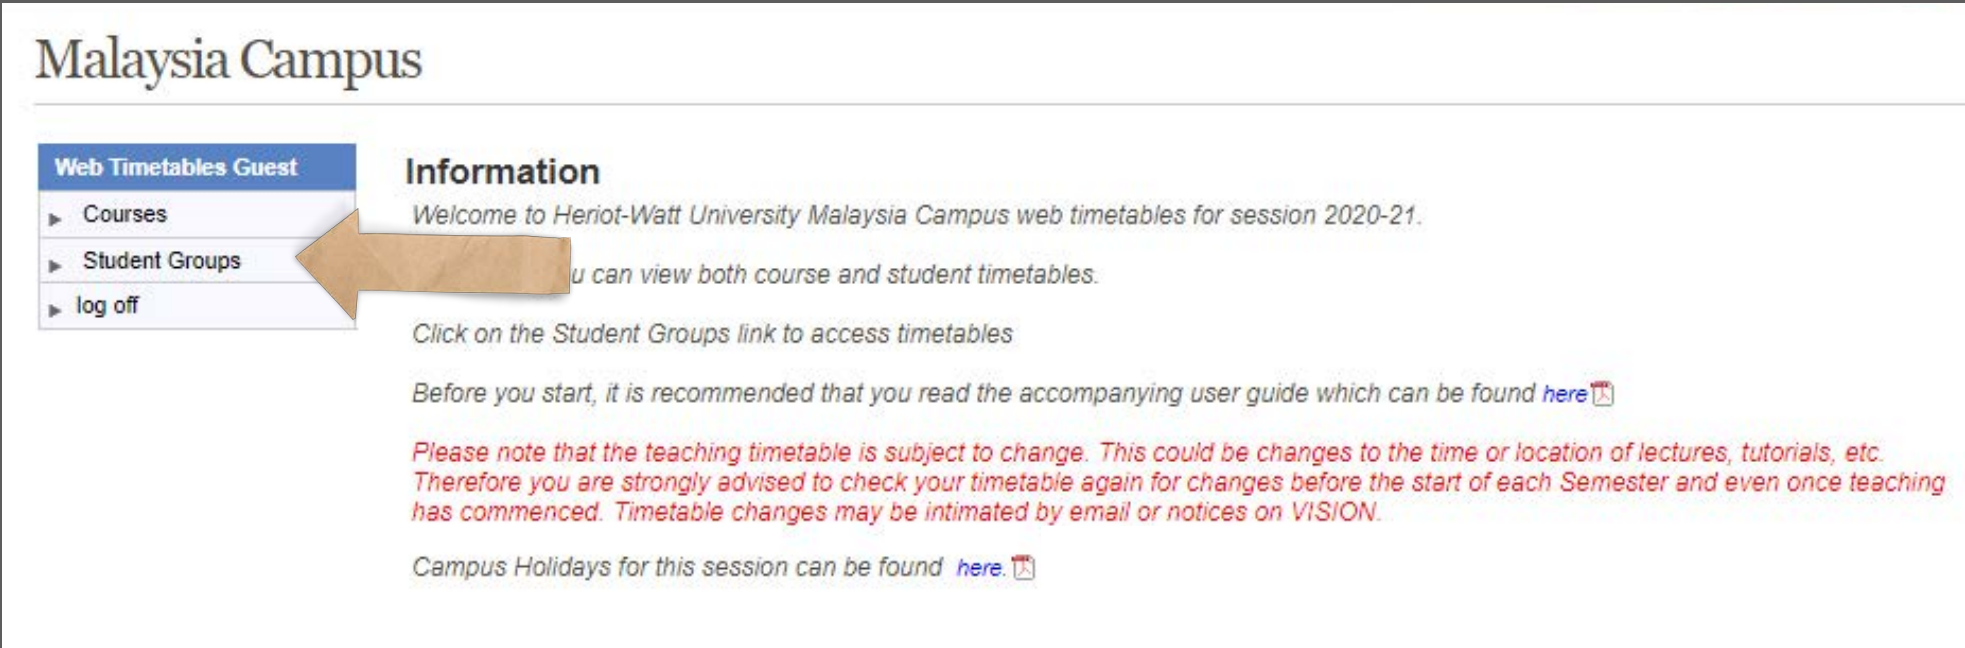 Malaysia Campus
Web Timetables Guest
Courses
Student Groups
log off
Information
Welcome to Heriot-Watt University Malaysia Campus web timetables for session 2020-21.
u can view both course and student timetables.
Click on the Student Groups link to access timetables
Before you start, it is recommended that you read the accompanying user guide which can be found here
Please note that the teaching timetable is subject to change. This could be changes to the time or location of lectures, tutorials, etc.
Therefore you are strongly advised to check your timetable again for changes before the start of each Semester and even once teaching
has commenced. Timetable changes may be intimated by email or notices on VISION.
Campus Holidays for this session can be found here.